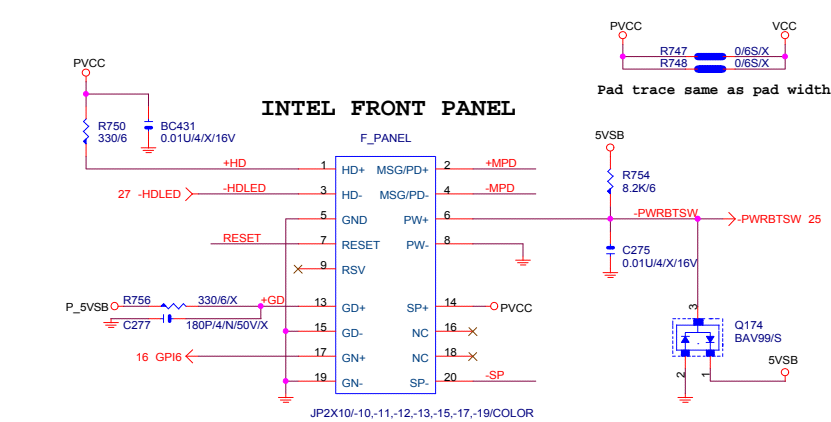 PVCC
VCC
R747
0/6S/X
R748
0/6S/X
Pad trace same as pad width
PVCC
R750
330/6
BC431
0.01U/4/X/16V
INTEL FRONT PANEL
F_PANEL
5VSB
R754
8.2K/6
+HD
1
HD+
MSG/PD+
2
+MPD
27 -HDLED
-HDLED
3
HD-
MSG/PD-
4
-MPD
5
GND
PW+
6
-PWRBTSW
-PWRBTSW 25
RESET
7
RESET
PW-
8
C275
0.01U/4/X/16V
9
RSV
P_5VSB
R756
330/6/X
+GD
13
GD+
SP+
14
PVCC
C277
180P/4/N/50V/X
15
GD-
NC
16
16 GPI6
17
GN+
NC
18
19
GN-
SP-
20
-SP
3
Q174
BAV99/S
2
1
5VSB
JP2X10/-10,-11,-12,-13,-15,-17,-19/COLOR